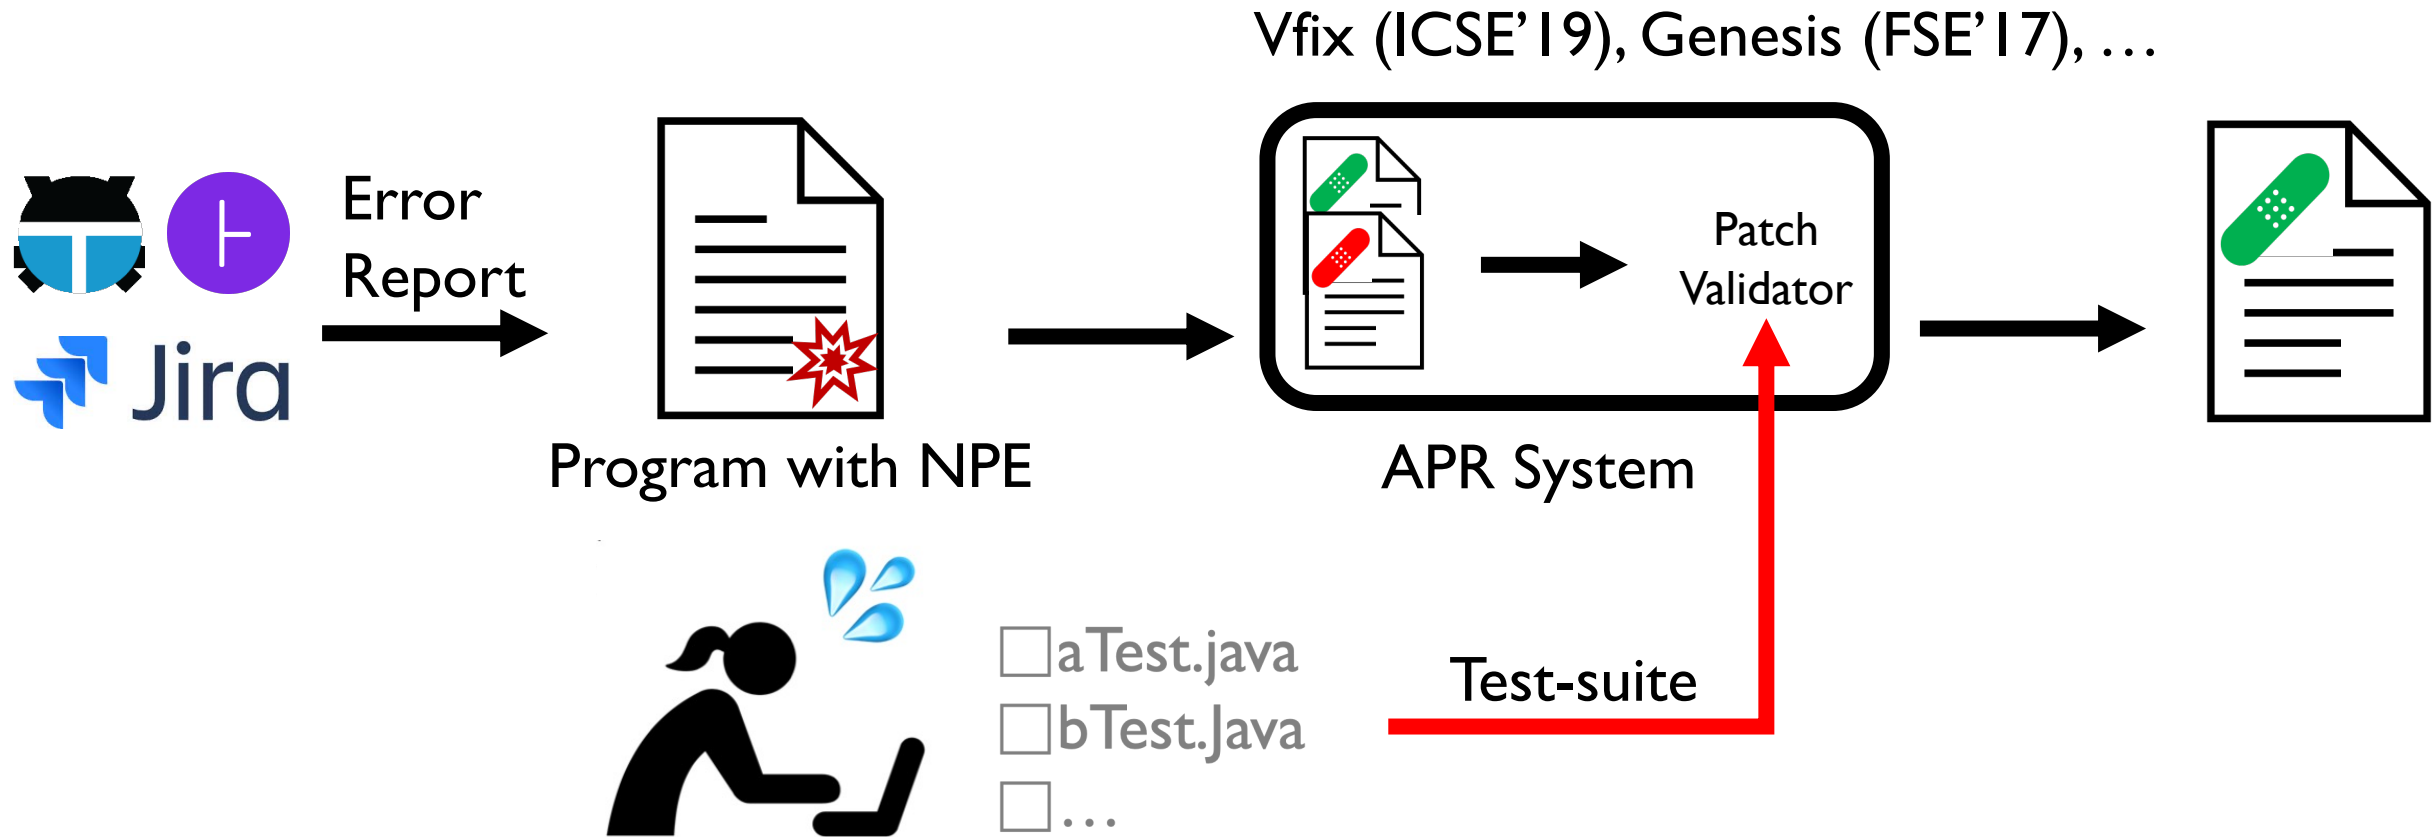 Vfix (ICSE’19), Genesis (FSE’17), …
Error
Report
Jira
Program with NPE
Patch
Validator
APR System
aTest.java
bTest.Java
…
Test-suite